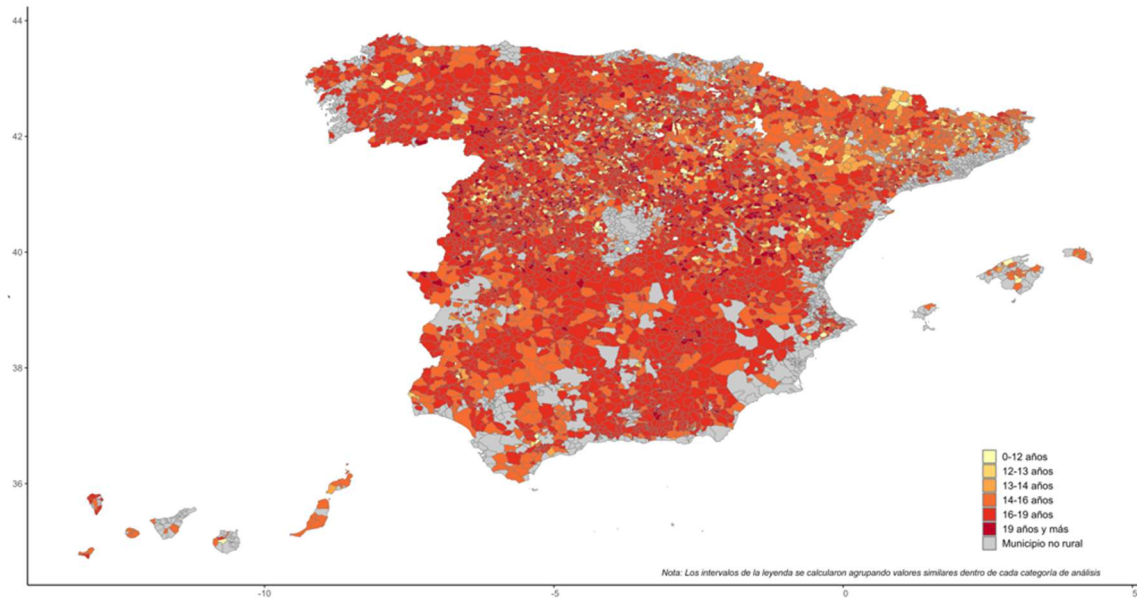 44
42
40
38
36
0-12 años
12-13 años
13-14 años
14-16 años
16-19 años
19 años y más
Municipio no rural
Nota: Los intervalos de la leyenda se calcularon agrupando valores similares dentro de cada categoría de análisis
-10
-5
0
5